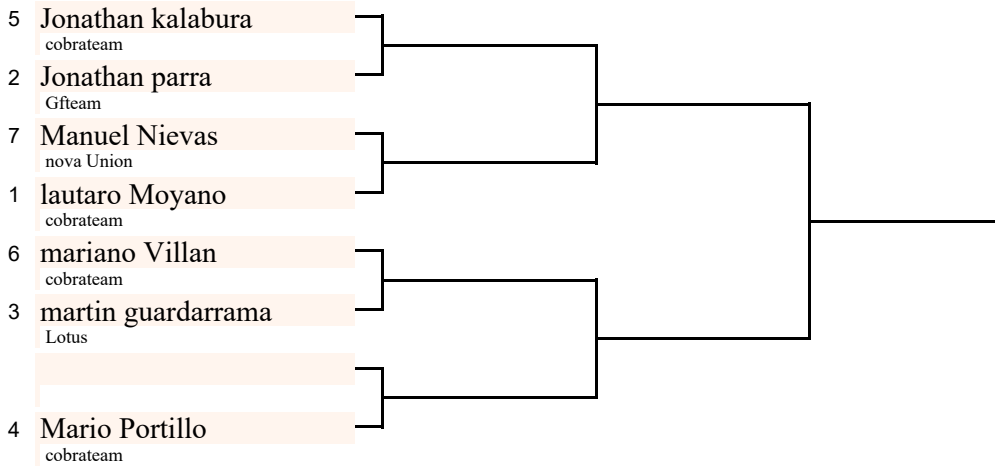 5 Jonathan kalabura
cobrateam
2 Jonathan parra
Gfteam
7 Manuel Nievas
nova Union
1 lautaro Moyano
cobrateam
6 mariano Villan
cobrateam
3 martin guardarrama
Lotus
4 Mario Portillo
cobrateam